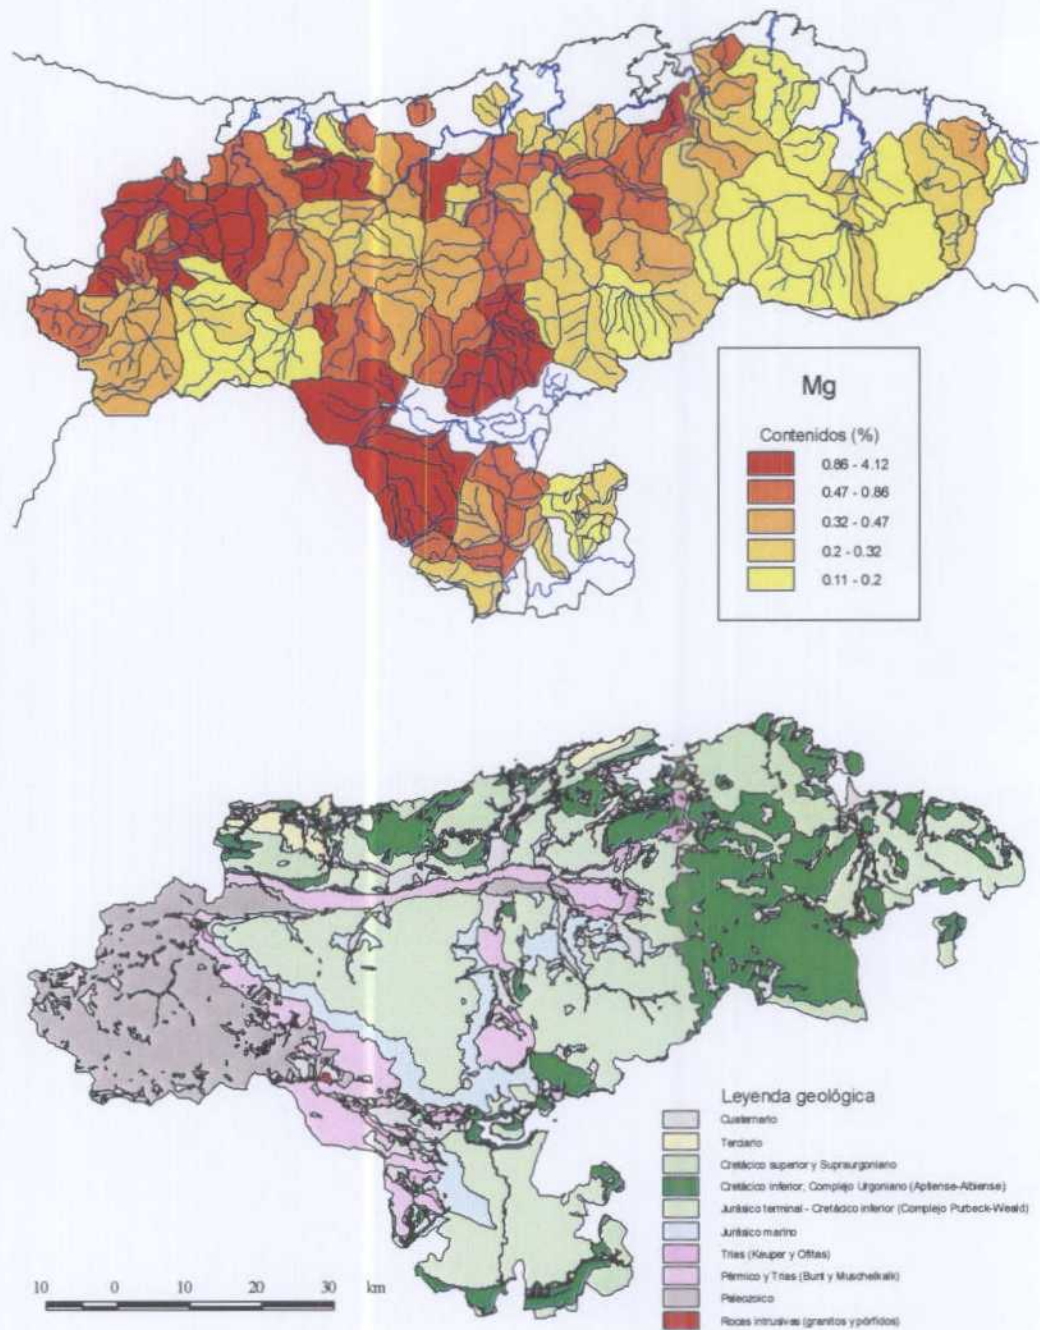 Mg
Contenidos (%)
0.86 - 4.12
0.47 - 0.86
0.32 - 0.47
0.2 - 0.32
0.11 - 0.2
Leyenda geológica
Cuaternario
Terciario
Cretácico superior y Supraurgoniano
Cretácico inferior; Complejo Urgoniano (Aptiense-Albiense)
Jurásico terminal - Cretácico inferior (Complejo Purbeck-Weald)
Jurásico marino
Trias (Keuper y Ofitas)
Pérmico y Trias (Bunt y Muschelkalk)
Paleozoico
Rocas intrusivas (granitos y pórfidos)
10 0 10 20 30 km